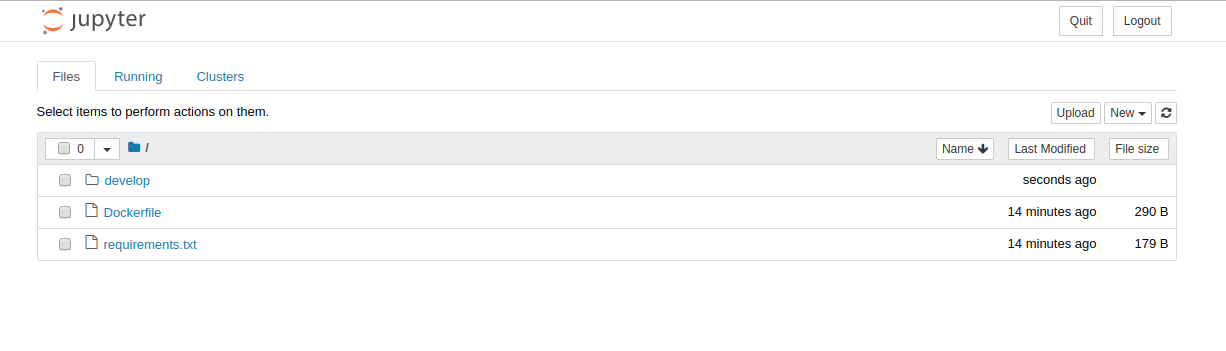 jupyter Quit Logout
Files Running Clusters
Select items to perform actions on them. Upload New
0 / Name Last Modified File size
develop seconds ago
Dockerfile 14 minutes ago 290 B
requirements.txt 14 minutes ago 179 B